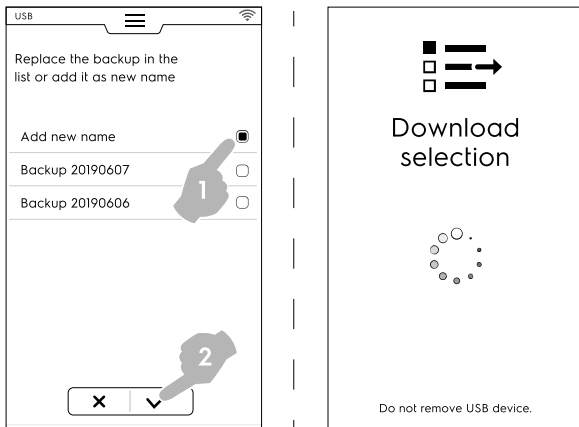 USB
Replace the backup in the
list or add it as new name
Add new name
Backup 20190607
Backup 20190606
1
2
Download
selection
Do not remove USB device.